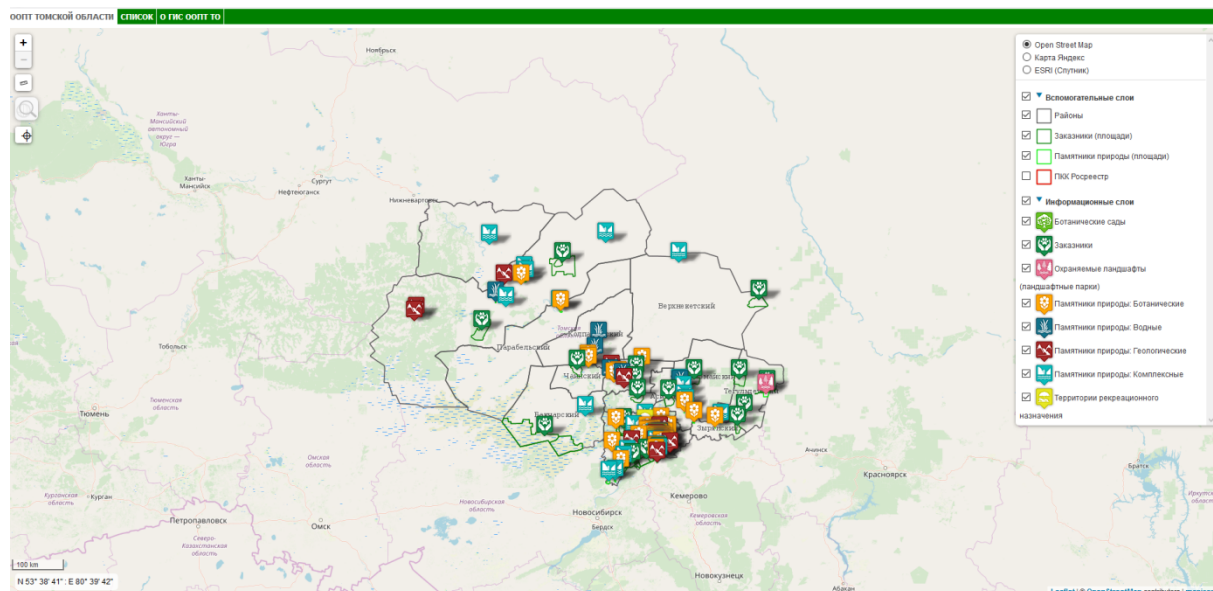 ООПТ ТОМСКОЙ ОБЛАСТИ СПИСОК О ГИС ООПТ ТО
+
−
Ноябрьск
Ханты-
Мансийский
автономный
округ —
Югра
Ханты-
Мансийск
Сургут
Нефтеюганск
Нижневартовск
Верхнекетский
Тобольск
Парабельский
Чаинский
Бакчарский
Зырянский
Тюмень
Тюменская
область
Омская
область
Курганская
область
Курган
Петропавловск
Северо-
Казахстанская
область
Омск
Новосибирская
область
Новосибирск
Бердск
Кемерово
Кемеровская
область
Новокузнецк
Ачинск
Красноярск
Абакан
Братск
100 km
N 53° 38' 41" : E 80° 39' 42"
Open Street Map
Карта Яндекс
ESRI (Спутник)
Вспомогательные слои
Районы
Заказники (площади)
Памятники природы (площади)
ПКК Росреестр
Информационные слои
Ботанические сады
Заказники
Охраняемые ландшафты
(ландшафтные парки)
Памятники природы: Ботанические
Памятники природы: Водные
Памятники природы: Геологические
Памятники природы: Комплексные
Территории рекреационного
назначения